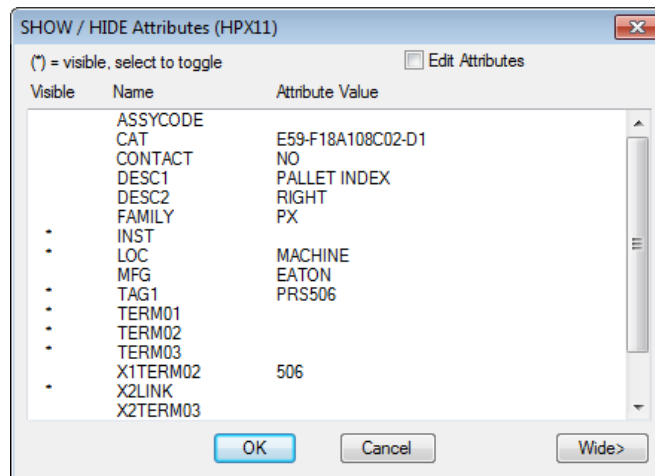 SHOW / HIDE Attributes (HPX11)
(*) = visible, select to toggle Edit Attributes
Visible Name Attribute Value
ASSYCODE
CAT E59-F18A108C02-D1
CONTACT NO
DESC1 PALLET INDEX
DESC2 RIGHT
FAMILY PX
* INST
* LOC MACHINE
MFG EATON
* TAG1 PRS506
* TERM01
* TERM02
* TERM03
X1TERM02 506
* X2LINK
X2TERM03
OK Cancel Wide>